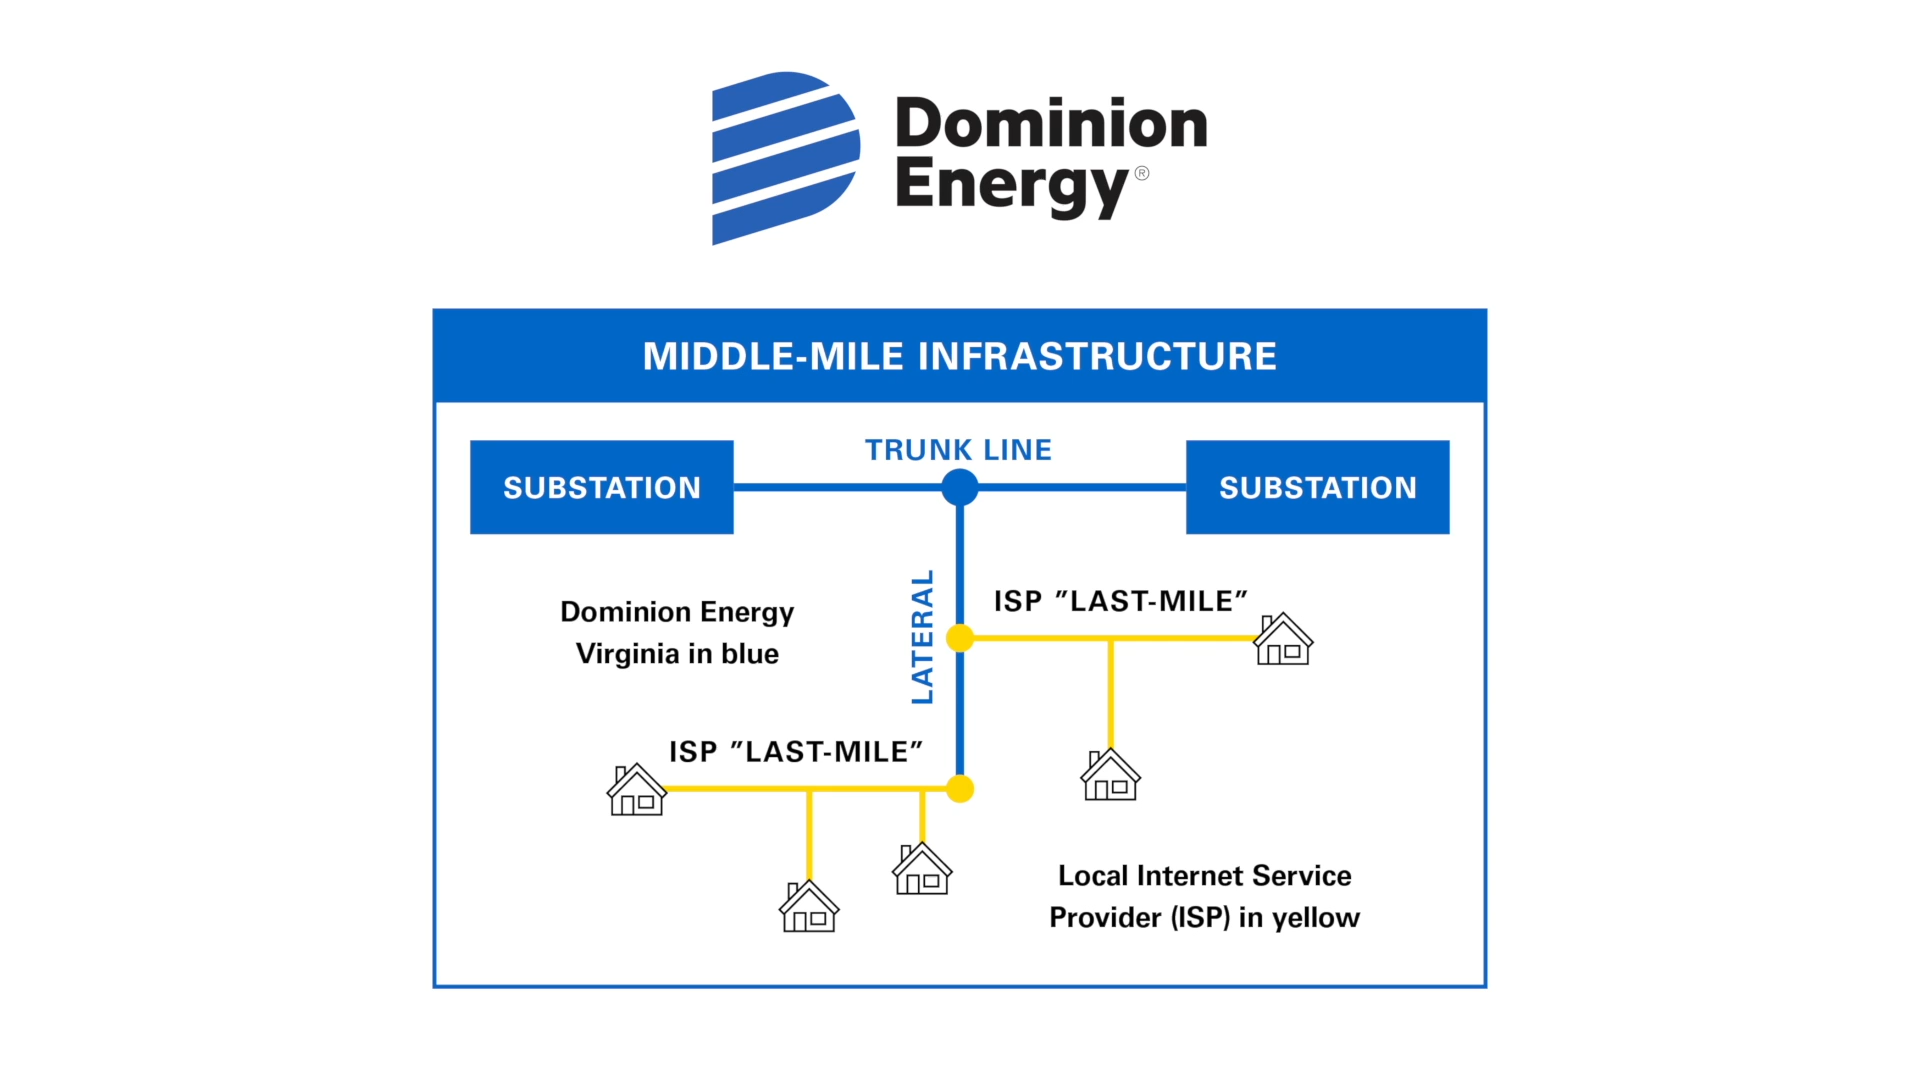 Dominion
Energy®
MIDDLE-MILE INFRASTRUCTURE
TRUNK LINE
SUBSTATION
SUBSTATION
LATERAL
ISP ”LAST-MILE”
Dominion Energy
Virginia in blue
ISP ”LAST-MILE”
Local Internet Service
Provider (ISP) in yellow